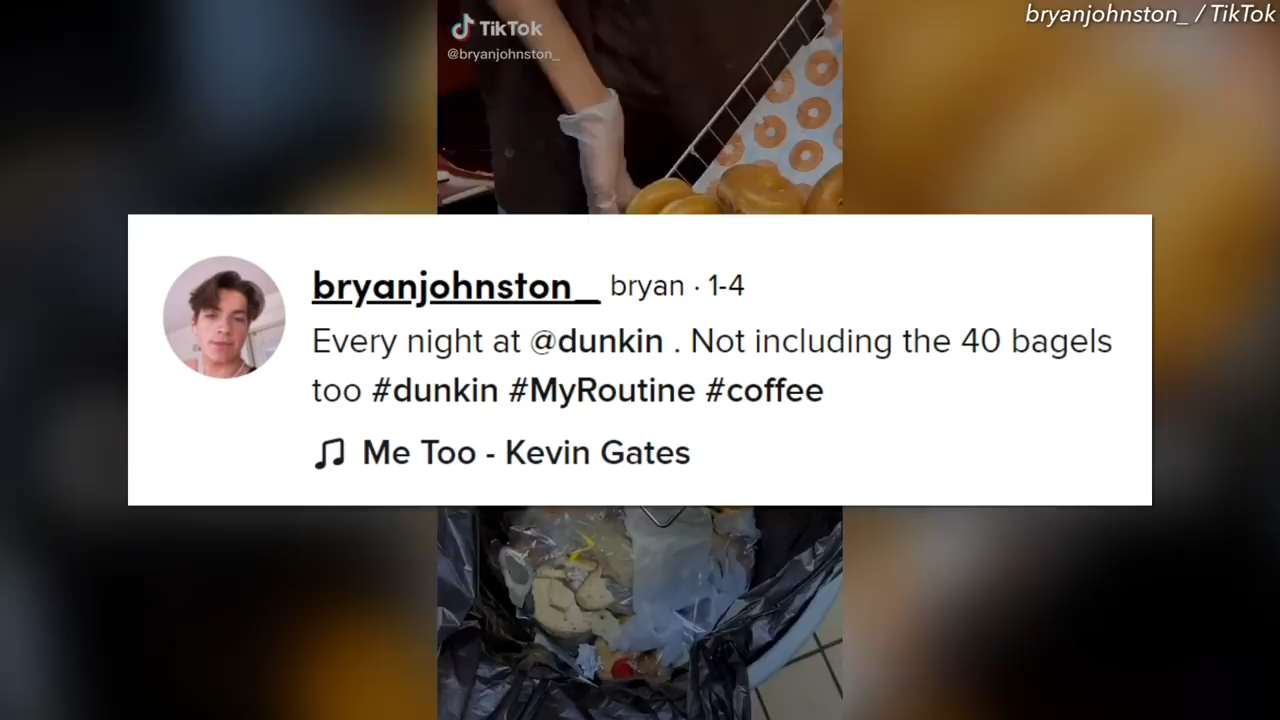 bryanjohnston_ / TikTok
TikTok
@bryanjohnston_
bryanjohnston_ bryan · 1-4
Every night at @dunkin . Not including the 40 bagels
too #dunkin #MyRoutine #coffee
Me Too - Kevin Gates